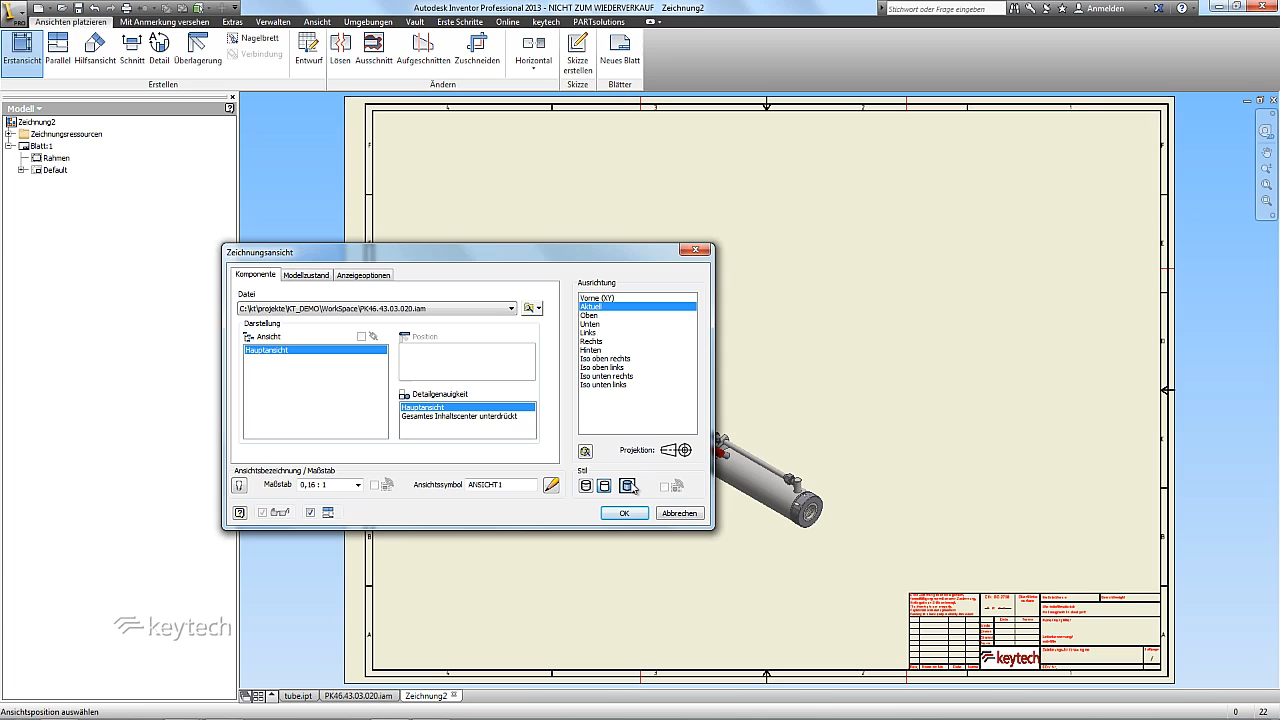 Autodesk Inventor Professional 2013 - NICHT ZUM WIEDERVERKAUF   Zeichnung2
Stichwort oder Frage eingeben
Anmelden
PRO
Ansichten platzieren   Mit Anmerkung versehen   Extras   Verwalten   Ansicht   Umgebungen   Vault   Erste Schritte   Online   keytech   PARTsolutions
Erstansicht   Parallel   Hilfsansicht   Schnitt   Detail   Überlagerung
Nagelbrett
Verbindung
Entwurf   Lösen   Ausschnitt   Aufgeschnitten   Zuschneiden   Horizontal
Skizze erstellen
Neues Blatt
Erstellen   Ändern   Skizze   Blätter
Modell
Zeichnung2
Zeichnungsressourcen
Blatt:1
Rahmen
Default
Zeichnungsansicht
Komponente   Modellzustand   Anzeigeoptionen
Datei
C:\kt\projekte\KT_DEMO\WorkSpace\PK46.43.03.020.iam
Darstellung
Ansicht
Hauptansicht
Position
Detailgenauigkeit
Hauptansicht
Gesamtes Inhaltscenter unterdrückt
Ausrichtung
Vorne (XY)
Aktuell
Oben
Unten
Links
Rechts
Hinten
Iso oben rechts
Iso oben links
Iso unten rechts
Iso unten links
Projektion:
Ansichtsbezeichnung / Maßstab
Maßstab   0,16 : 1
Ansichtssymbol   ANSICHT1
Stil
OK   Abbrechen
keytech
keytech
tube.ipt   PK46.43.03.020.iam   Zeichnung2
Ansichtsposition auswählen   0   22